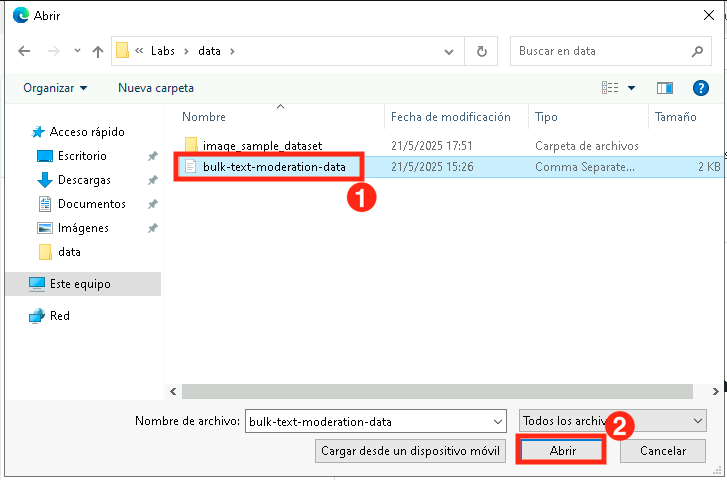 Abrir
« Labs > data >
Buscar en data
Organizar
Nueva carpeta
Nombre
Fecha de modificación
Tipo
Tamaño
Acceso rápido
Escritorio
Descargas
Documentos
Imágenes
data
Este equipo
Red
image_sample_dataset 21/5/2025 17:51 Carpeta de archivos
bulk-text-moderation-data 21/5/2025 15:26 Comma Separate... 2 KB
1
Nombre de archivo: bulk-text-moderation-data
Todos los archiv
2
Cargar desde un dispositivo móvil
Abrir
Cancelar